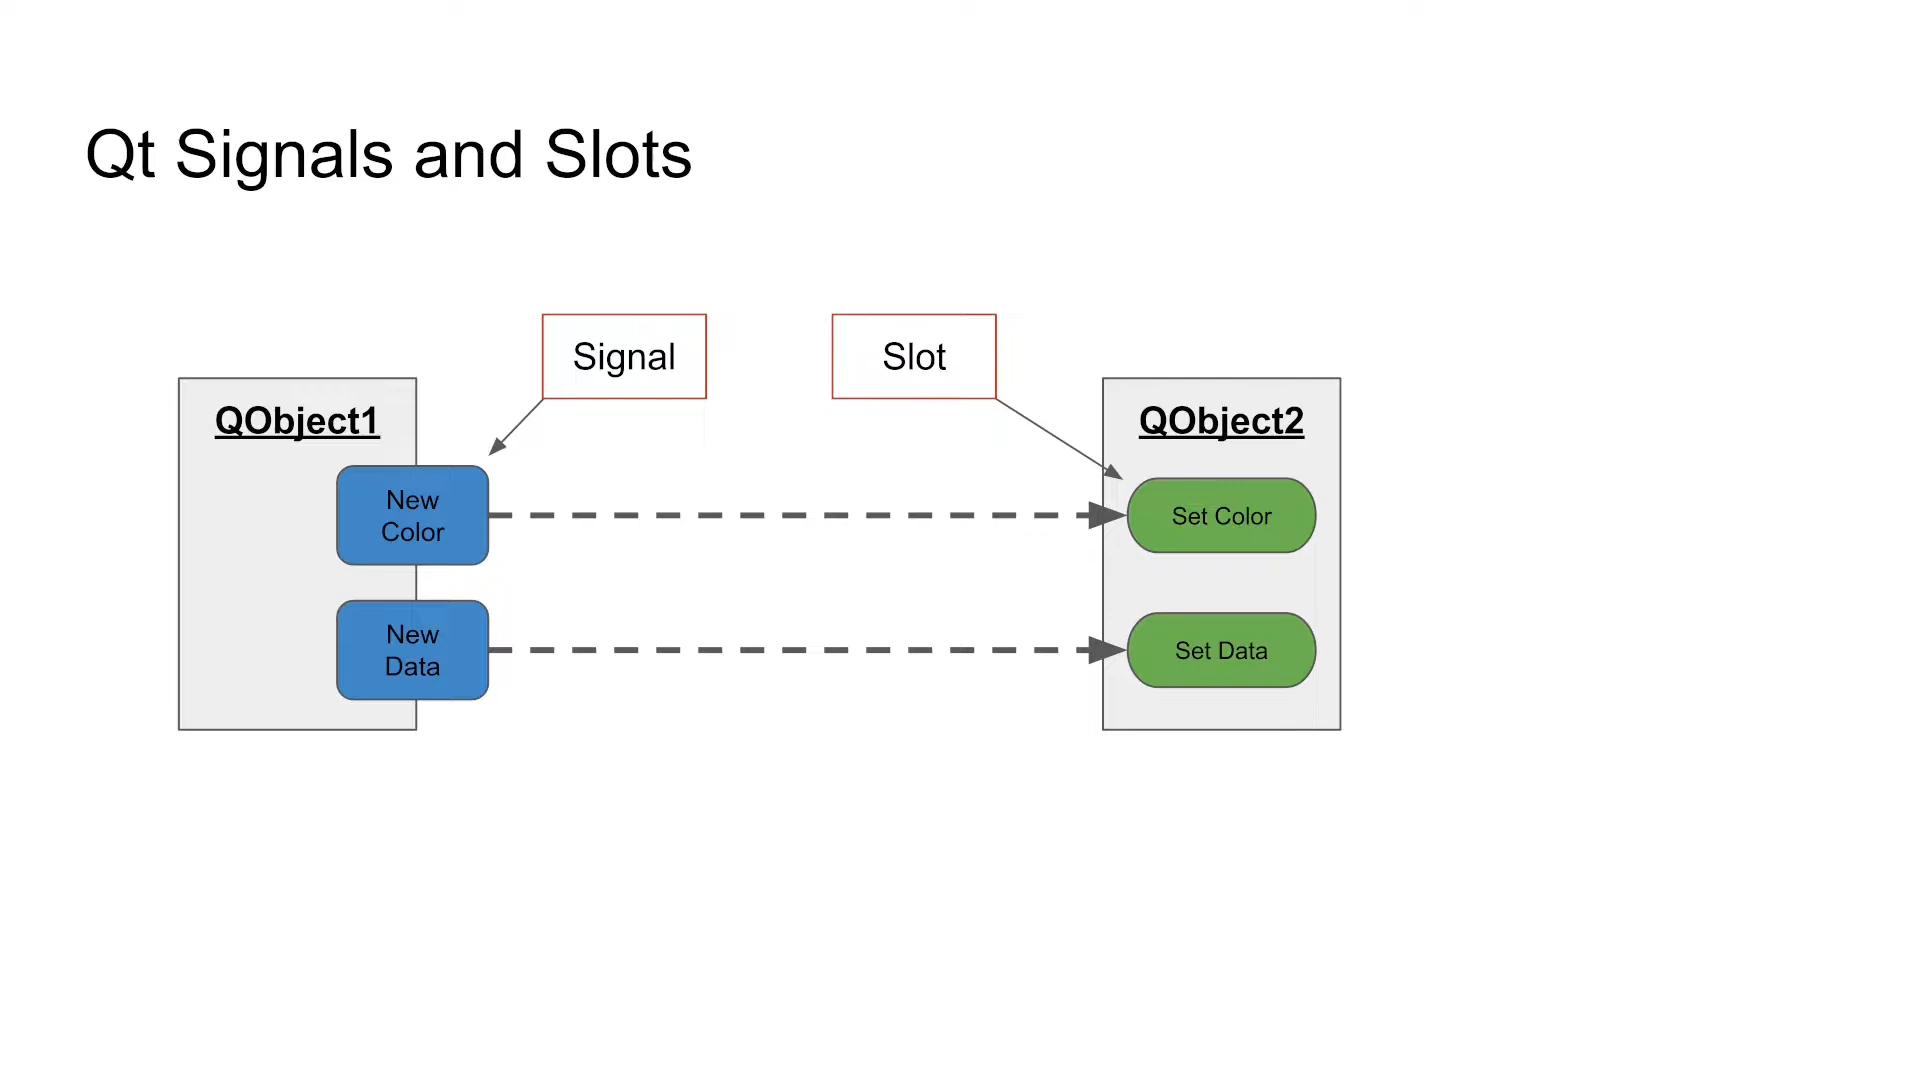 Qt Signals and Slots
Signal
Slot
QObject1
QObject2
New
Color
Set Color
New
Data
Set Data